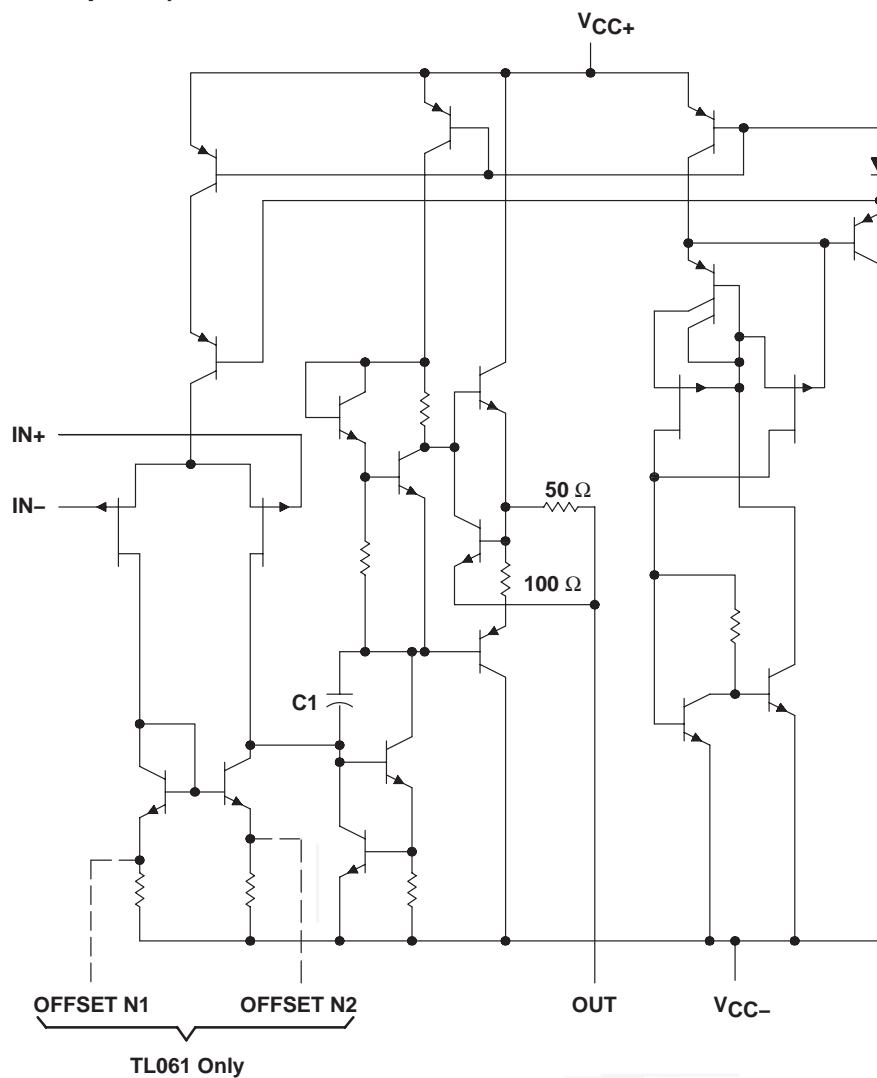 VCC+
IN+
IN−
50 Ω
100 Ω
C1
OFFSET N1
OFFSET N2
OUT
VCC−
TL061 Only